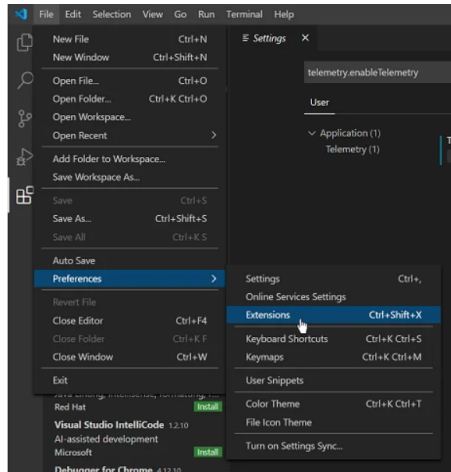 File Edit Selection View Go Run Terminal Help
New File Ctrl+N
New Window Ctrl+Shift+N
Open File... Ctrl+O
Open Folder... Ctrl+K Ctrl+O
Open Workspace...
Open Recent >
Add Folder to Workspace...
Save Workspace As...
Save Ctrl+S
Save As... Ctrl+Shift+S
Save All Ctrl+K S
Auto Save
Preferences >
Revert File
Close Editor Ctrl+F4
Close Folder Ctrl+K F
Close Window Ctrl+W
Exit
Settings
telemetry.enableTelemetry
User
Application (1)
Telemetry (1)
Settings Ctrl+,
Online Services Settings
Extensions Ctrl+Shift+X
Keyboard Shortcuts Ctrl+K Ctrl+S
Keymaps Ctrl+K Ctrl+M
User Snippets
Color Theme Ctrl+K Ctrl+T
File Icon Theme
Turn on Settings Sync...
Red Hat Install
Visual Studio IntelliCode 1.2.10
AI-assisted development
Microsoft Install
Debugger for Chrome 4.12.10